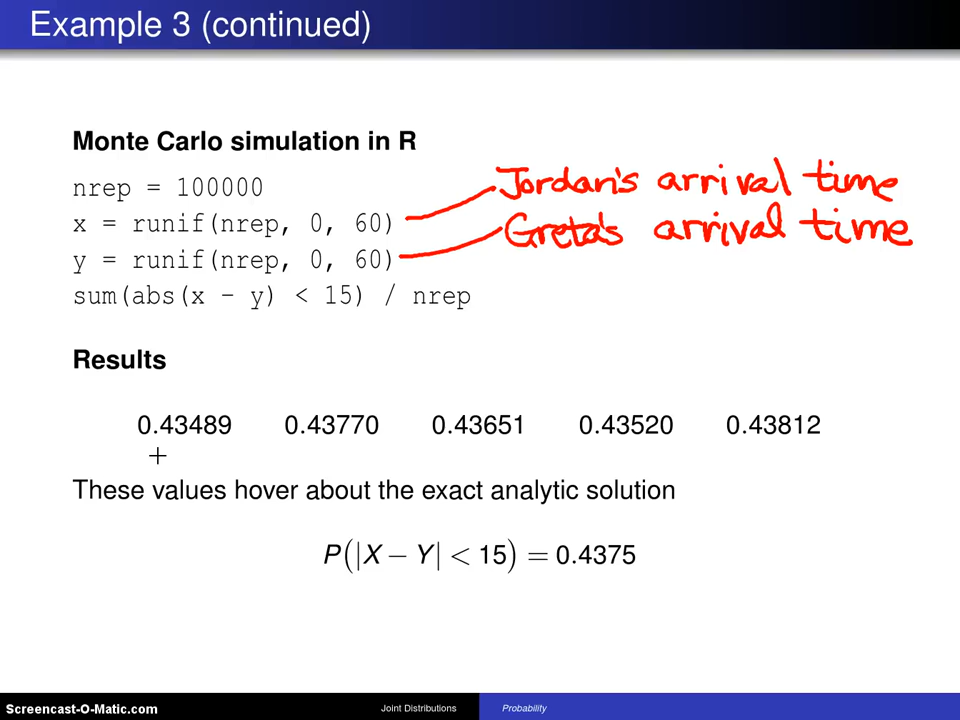 Example 3 (continued)
Monte Carlo simulation in R
nrep = 100000
x = runif(nrep, 0, 60) Jordan's arrival time
y = runif(nrep, 0, 60) Greta's arrival time
sum(abs(x - y) < 15) / nrep
Results
0.43489 0.43770 0.43651 0.43520 0.43812
These values hover about the exact analytic solution
P(|X − Y| < 15) = 0.4375
Screencast-O-Matic.com Joint Distributions Probability